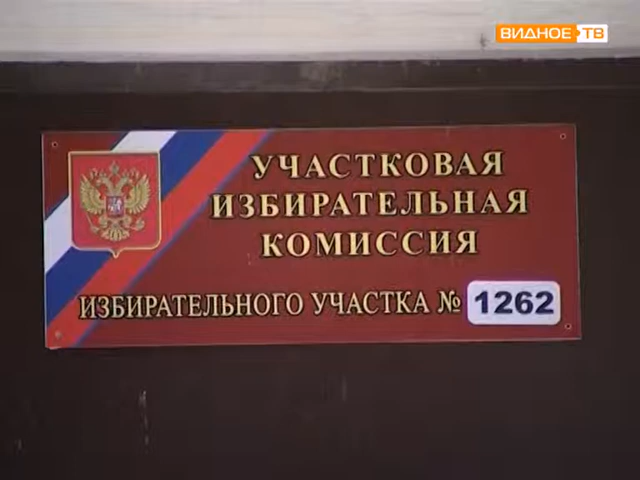 ВИДНОЕ ТВ
УЧАСТКОВАЯ
ИЗБИРАТЕЛЬНАЯ
КОМИССИЯ
ИЗБИРАТЕЛЬНОГО УЧАСТКА № 1262